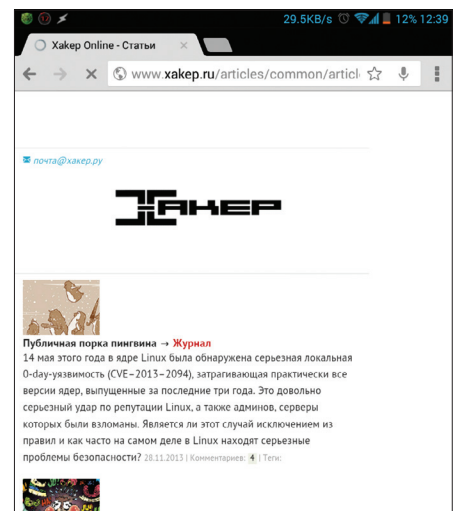 29.5KB/s 12% 12:39
Xakep Online - Статьи
www.xakep.ru/articles/common/articl
почта@хакер.ру
ХАКЕР
Публичная порка пингвина → Журнал
14 мая этого года в ядре Linux была обнаружена серьезная локальная
0-day-уязвимость (CVE-2013-2094), затрагивающая практически все
версии ядер, выпущенные за последние три года. Это довольно
серьезный удар по репутации Linux, а также админов, серверы
которых были взломаны. Является ли этот случай исключением из
правил и как часто на самом деле в Linux находят серьезные
проблемы безопасности? 28.11.2013 | Комментариев: 4 | Теги: